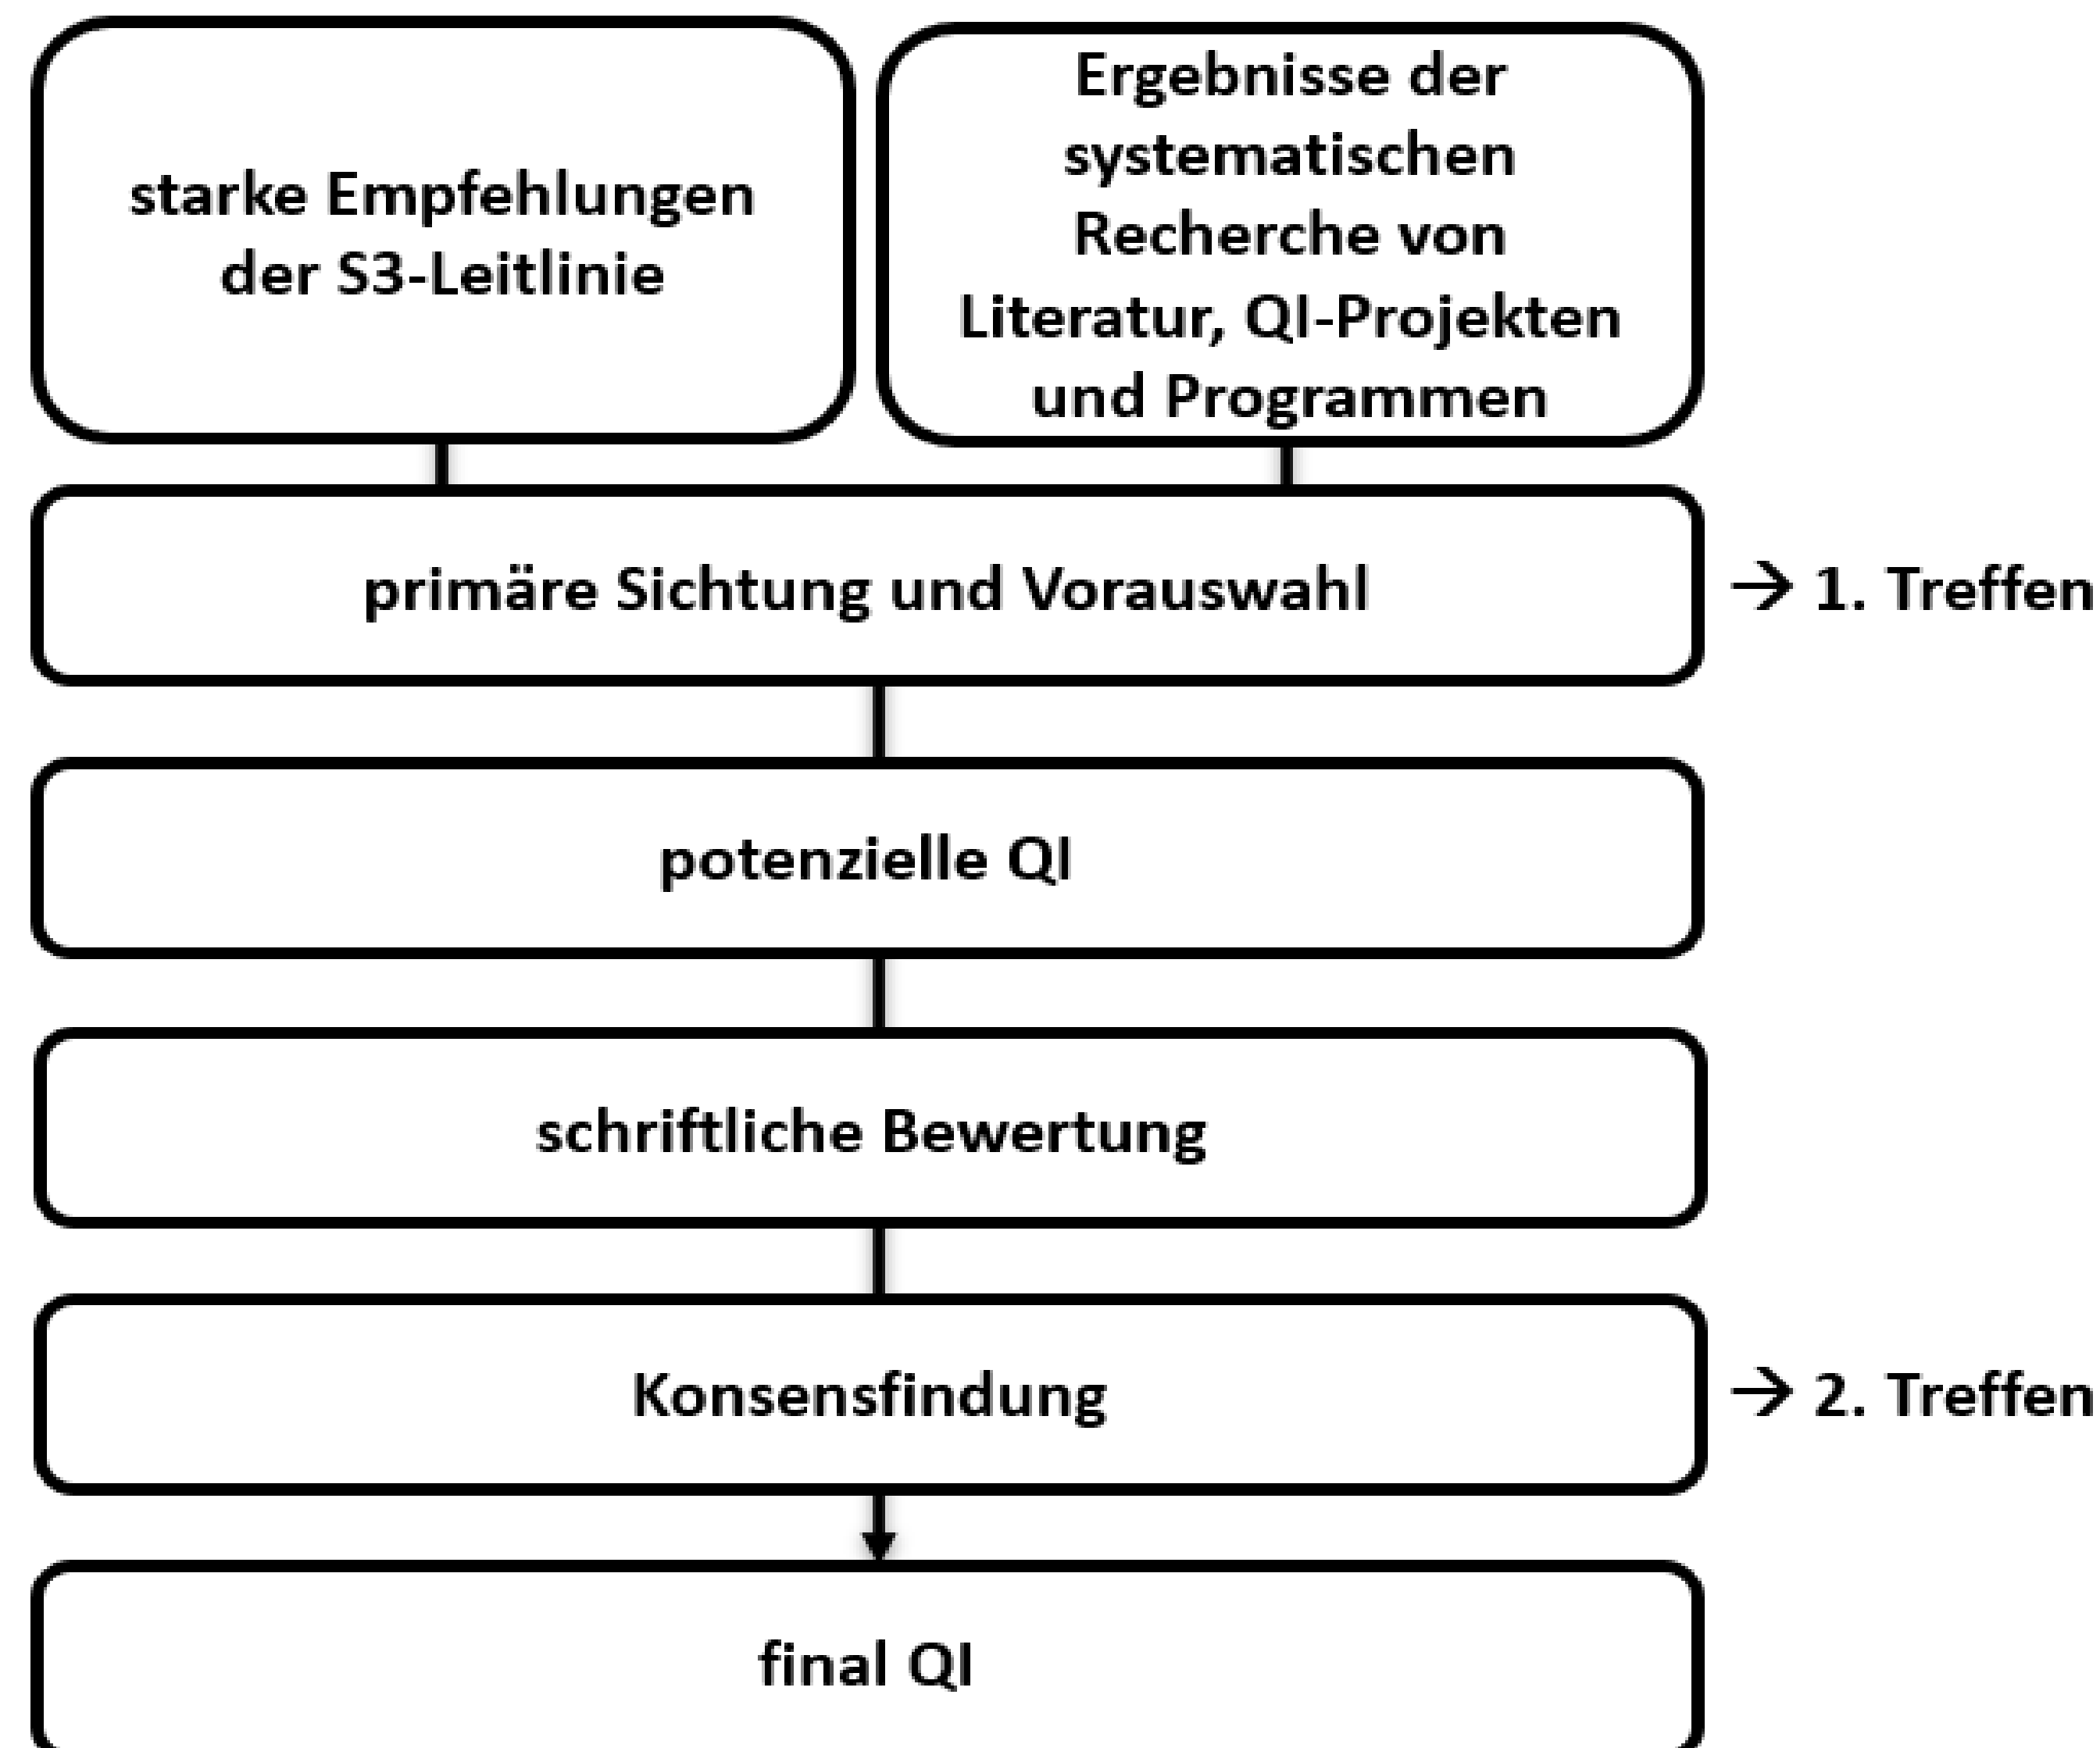 starke Empfehlungen
der S3-Leitlinie
Ergebnisse der
systematischen
Recherche von
Literatur, QI-Projekten
und Programmen
primäre Sichtung und Vorauswahl
→ 1. Treffen
potenzielle QI
schriftliche Bewertung
Konsensfindung
→ 2. Treffen
final QI